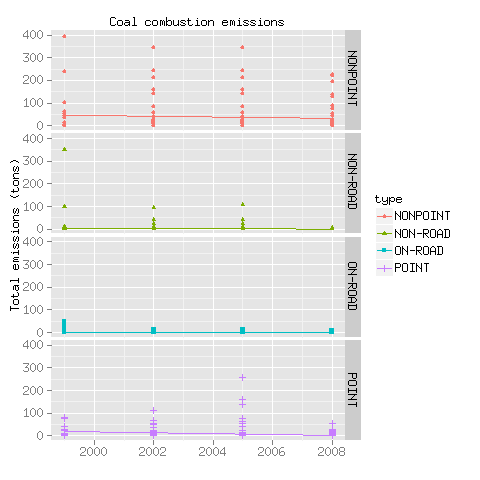 Coal combustion emissions
Total emissions (tons)
400
300
200
100
0
NONPOINT
400
300
200
100
0
NON-ROAD
400
300
200
100
0
ON-ROAD
400
300
200
100
0
POINT
2000 2002 2004 2006 2008
type
NONPOINT
NON-ROAD
ON-ROAD
POINT